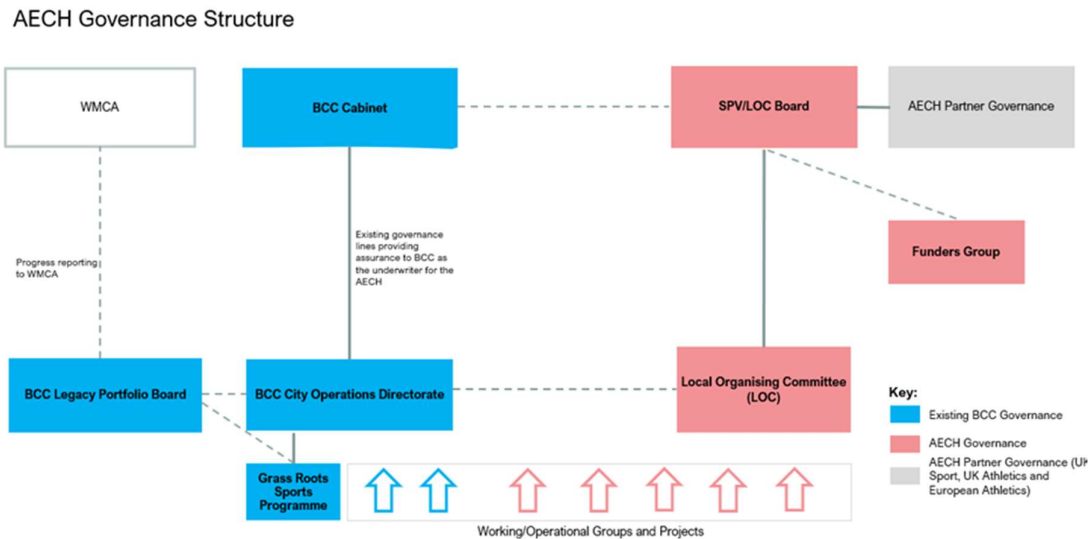 AECH Governance Structure
WMCA
BCC Cabinet
SPV/LOC Board
AECH Partner Governance
Existing governance
lines providing
assurance to BCC as
the underwriter for the
AECH
Progress reporting
to WMCA
Funders Group
BCC Legacy Portfolio Board
BCC City Operations Directorate
Local Organising Committee
(LOC)
Key:
Existing BCC Governance
AECH Governance
AECH Partner Governance (UK
Sport, UK Athletics and
European Athletics)
Grass Roots
Sports
Programme
Working/Operational Groups and Projects